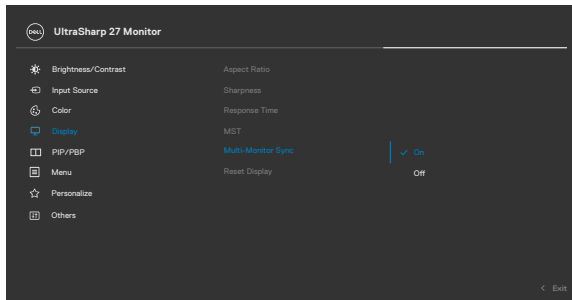 DELL
UltraSharp 27 Monitor
Brightness/Contrast
Input Source
Color
Display
PIP/PBP
Menu
Personalize
Others
Aspect Ratio
Sharpness
Response Time
MST
Multi-Monitor Sync
Reset Display
On
Off
Exit